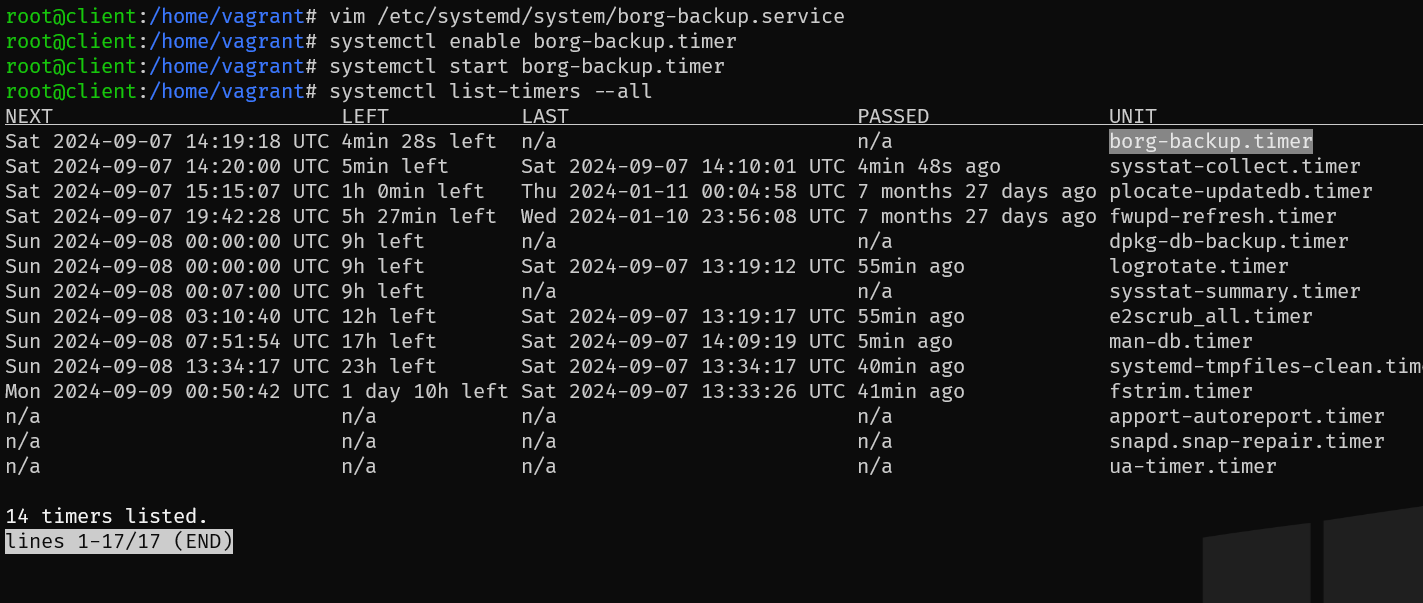 root@client:/home/vagrant# vim /etc/systemd/system/borg-backup.service
root@client:/home/vagrant# systemctl enable borg-backup.timer
root@client:/home/vagrant# systemctl start borg-backup.timer
root@client:/home/vagrant# systemctl list-timers --all
NEXT                        LEFT           LAST                        PASSED              UNIT
Sat 2024-09-07 14:19:18 UTC 4min 28s left  n/a                         n/a                 borg-backup.timer
Sat 2024-09-07 14:20:00 UTC 5min left      Sat 2024-09-07 14:10:01 UTC 4min 48s ago        sysstat-collect.timer
Sat 2024-09-07 15:15:07 UTC 1h 0min left   Thu 2024-01-11 00:04:58 UTC 7 months 27 days ago plocate-updatedb.timer
Sat 2024-09-07 19:42:28 UTC 5h 27min left  Wed 2024-01-10 23:56:08 UTC 7 months 27 days ago fwupd-refresh.timer
Sun 2024-09-08 00:00:00 UTC 9h left        n/a                         n/a                 dpkg-db-backup.timer
Sun 2024-09-08 00:00:00 UTC 9h left        Sat 2024-09-07 13:19:12 UTC 55min ago           logrotate.timer
Sun 2024-09-08 00:07:00 UTC 9h left        n/a                         n/a                 sysstat-summary.timer
Sun 2024-09-08 03:10:40 UTC 12h left       Sat 2024-09-07 13:19:17 UTC 55min ago           e2scrub_all.timer
Sun 2024-09-08 07:51:54 UTC 17h left       Sat 2024-09-07 14:09:19 UTC 5min ago            man-db.timer
Sun 2024-09-08 13:34:17 UTC 23h left       Sat 2024-09-07 13:34:17 UTC 40min ago           systemd-tmpfiles-clean.tim
Mon 2024-09-09 00:50:42 UTC 1 day 10h left Sat 2024-09-07 13:33:26 UTC 41min ago           fstrim.timer
n/a                         n/a            n/a                         n/a                 apport-autoreport.timer
n/a                         n/a            n/a                         n/a                 snapd.snap-repair.timer
n/a                         n/a            n/a                         n/a                 ua-timer.timer
14 timers listed.
lines 1-17/17 (END)